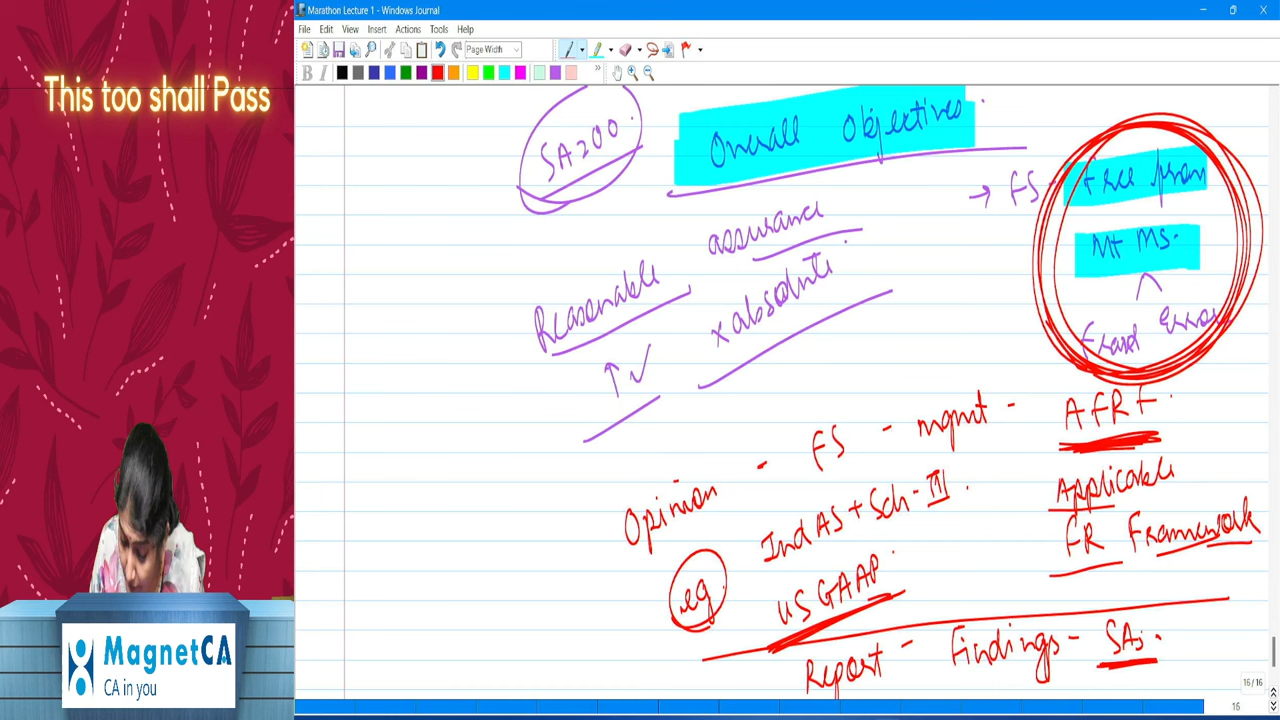 This too shall Pass
Marathon Lecture 1 - Windows Journal
File Edit View Insert Actions Tools Help
Page Width
B I
SA200
Overall Objectives
→ FS - free from
Mt MS.
Fraud error
Reasonable assurance
x absolute
Opinion - FS - mgmt - AFRF.
Applicable
FR Framework
eg IndAS + Sch-III.
US GAAP
Report - Findings - SAs.
MagnetCA
CA in you
16/16
16